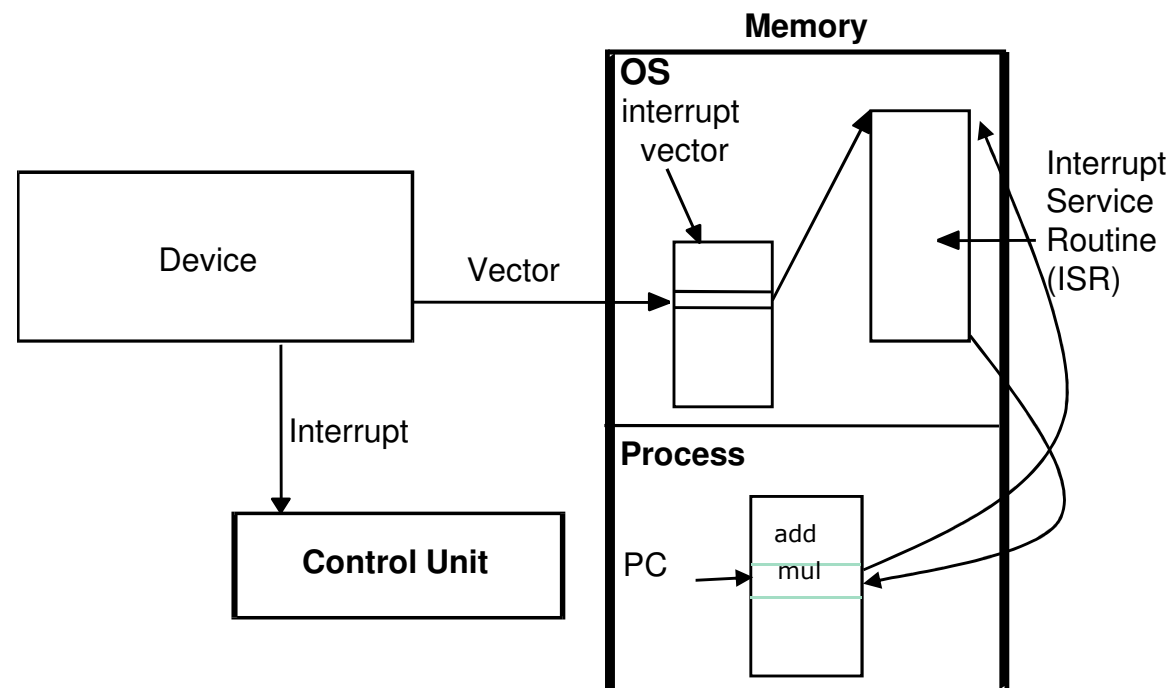 Memory
OS
interrupt
vector
Interrupt
Service
Routine
(ISR)
Device
Vector
Interrupt
Control Unit
Process
add
PC
mul